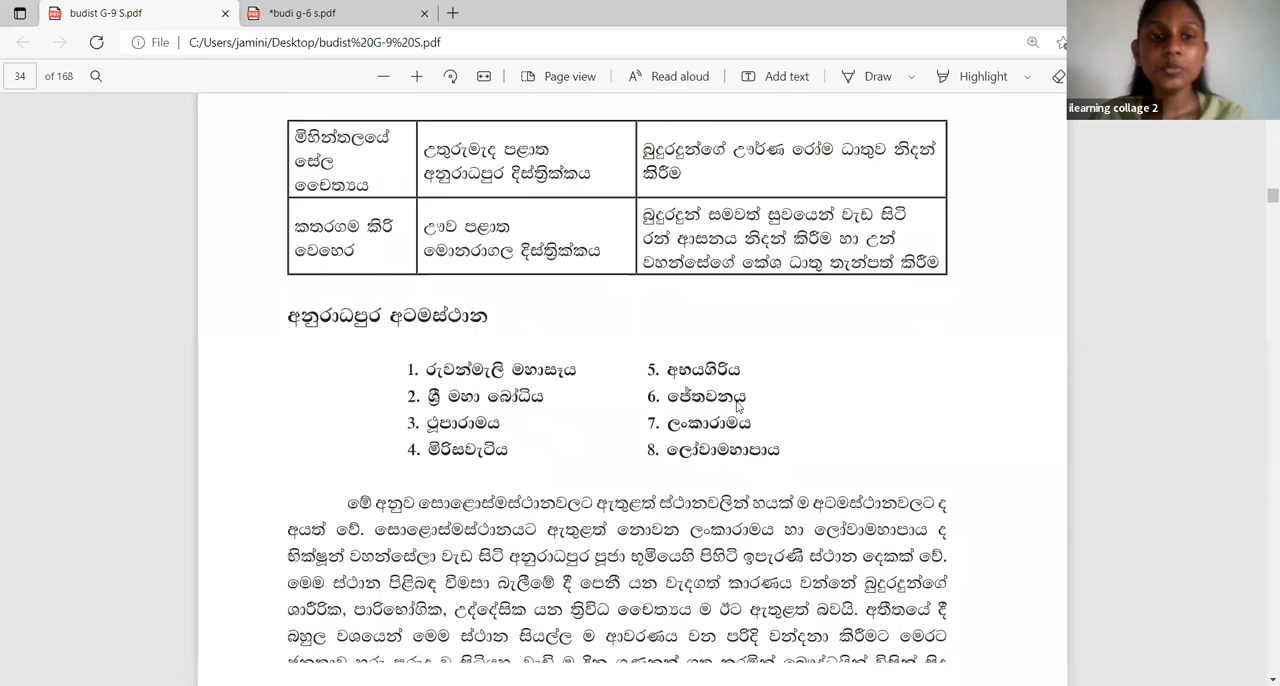 budist G-9 S.pdf
*budi g-6 s.pdf
File
C:/Users/jamini/Desktop/budist%20G-9%20S.pdf
34 of 168
Page view
Read aloud
Add text
Draw
Highlight
ilearning collage 2
මිහින්තලයේ
සේල
චෛත්‍යය
උතුරුමැද පළාත
අනුරාධපුර දිස්ත්‍රික්කය
බුදුරදුන්ගේ ඌර්ණ රෝම ධාතුව නිදන්
කිරීම
කතරගම කිරි
වෙහෙර
ඌව පළාත
මොනරාගල දිස්ත්‍රික්කය
බුදුරදුන් සමවත් සුවයෙන් වැඩ සිටි
රන් ආසනය නිදන් කිරීම හා උන්
වහන්සේගේ කේශ ධාතු තැන්පත් කිරීම
අනුරාධපුර අටමස්ථාන
1. රුවන්මැලි මහාසෑය
2. ශ්‍රී මහා බෝධිය
3. ථූපාරාමය
4. මිරිසවැටිය
5. අභයගිරිය
6. ජේතවනය
7. ලංකාරාමය
8. ලෝවාමහාපාය
මේ අනුව සොළොස්මස්ථානවලට ඇතුළත් ස්ථානවලින් හයක් ම අටමස්ථානවලට ද
අයත් වේ. සොළොස්මස්ථානයට ඇතුළත් නොවන ලංකාරාමය හා ලෝවාමහාපාය ද
භික්ෂූන් වහන්සේලා වැඩ සිටි අනුරාධපුර පූජා භූමියෙහි පිහිටි ඉපැරණි ස්ථාන දෙකක් වේ.
මෙම ස්ථාන පිළිබඳ විමසා බැලීමේ දී පෙනී යන වැදගත් කාරණය වන්නේ බුදුරදුන්ගේ
ශාරීරික, පාරිභෝගික, උද්දේසික යන ත්‍රිවිධ චෛත්‍යය ම ඊට ඇතුළත් බවයි. අතීතයේ දී
බහුල වශයෙන් මෙම ස්ථාන සියල්ල ම ආවරණය වන පරිදි වන්දනා කිරීමට මෙරට